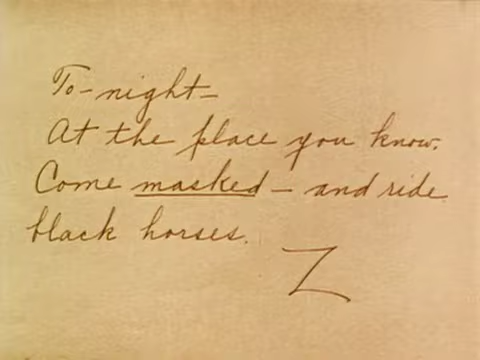 To-night-
At the place you know.
Come masked - and ride
black horses.
Z